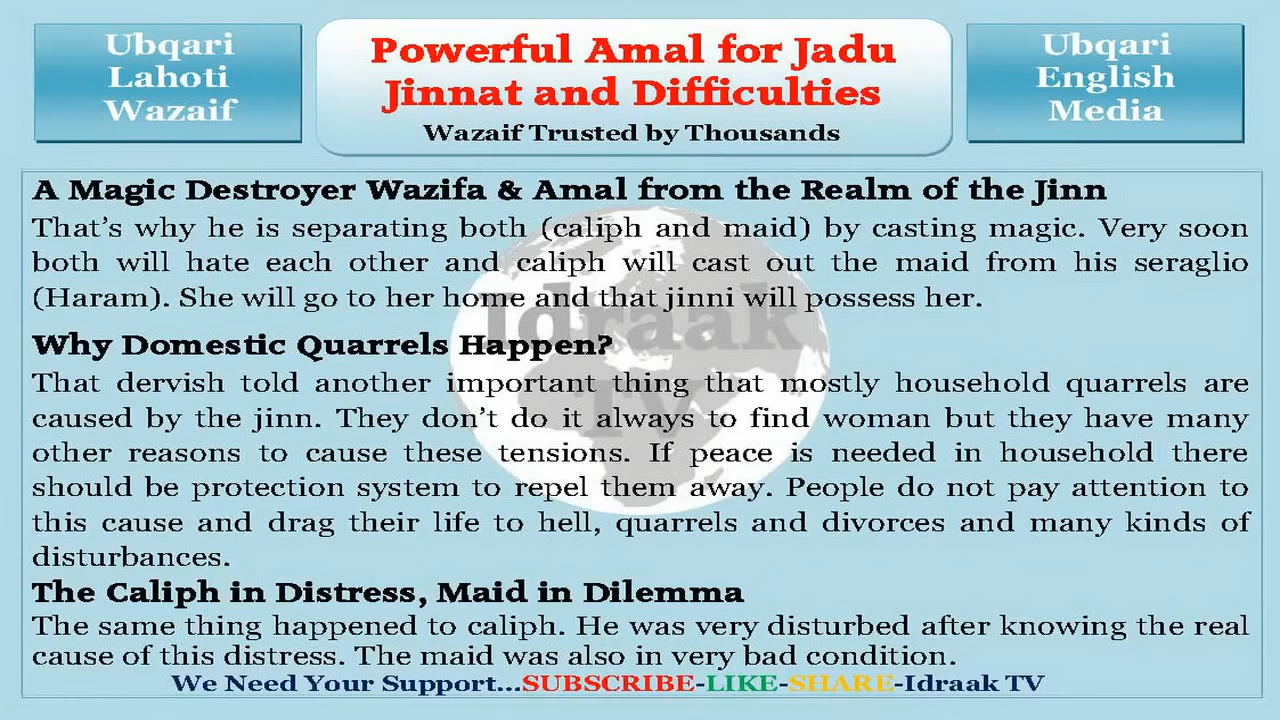 Ubqari
Lahoti
Wazaif
Powerful Amal for Jadu
Jinnat and Difficulties
Wazaif Trusted by Thousands
Ubqari
English
Media
A Magic Destroyer Wazifa & Amal from the Realm of the Jinn
That’s why he is separating both (caliph and maid) by casting magic. Very soon
both will hate each other and caliph will cast out the maid from his seraglio
(Haram). She will go to her home and that jinni will possess her.
Why Domestic Quarrels Happen?
That dervish told another important thing that mostly household quarrels are
caused by the jinn. They don’t do it always to find woman but they have many
other reasons to cause these tensions. If peace is needed in household there
should be protection system to repel them away. People do not pay attention to
this cause and drag their life to hell, quarrels and divorces and many kinds of
disturbances.
The Caliph in Distress, Maid in Dilemma
The same thing happened to caliph. He was very disturbed after knowing the real
cause of this distress. The maid was also in very bad condition.
We Need Your Support...SUBSCRIBE-LIKE-SHARE-Idraak TV
Idraak
TV